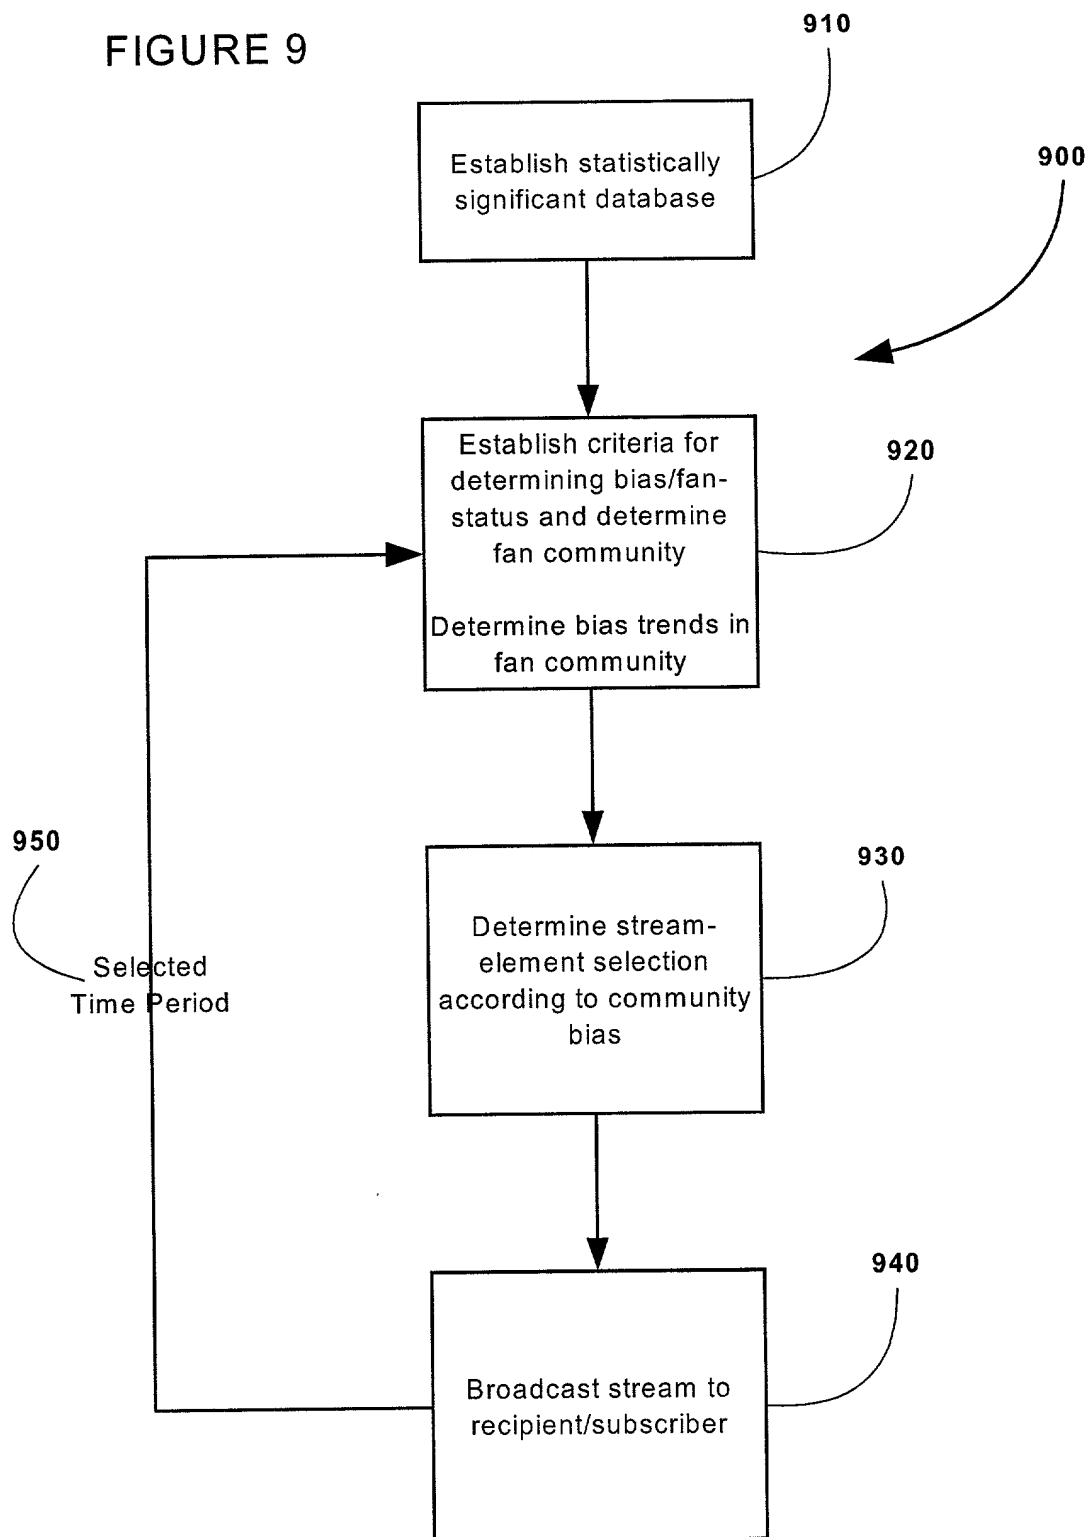 FIGURE 9
910
Establish statistically
significant database
900
Establish criteria for
determining bias/fan-
status and determine
fan community
920
Determine bias trends in
fan community
950
930
Determine stream-
element selection
according to community
bias
Selected
Time Period
940
Broadcast stream to
recipient/subscriber